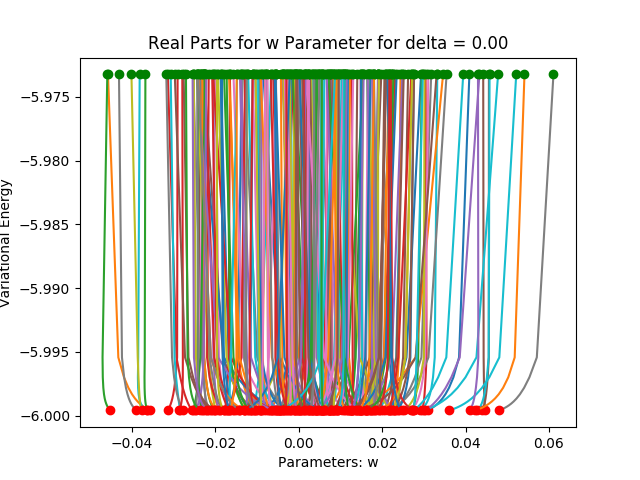 Real Parts for w Parameter for delta = 0.00
Variational Energy
−5.975
−5.980
−5.985
−5.990
−5.995
−6.000
−0.04 −0.02 0.00 0.02 0.04 0.06
Parameters: w